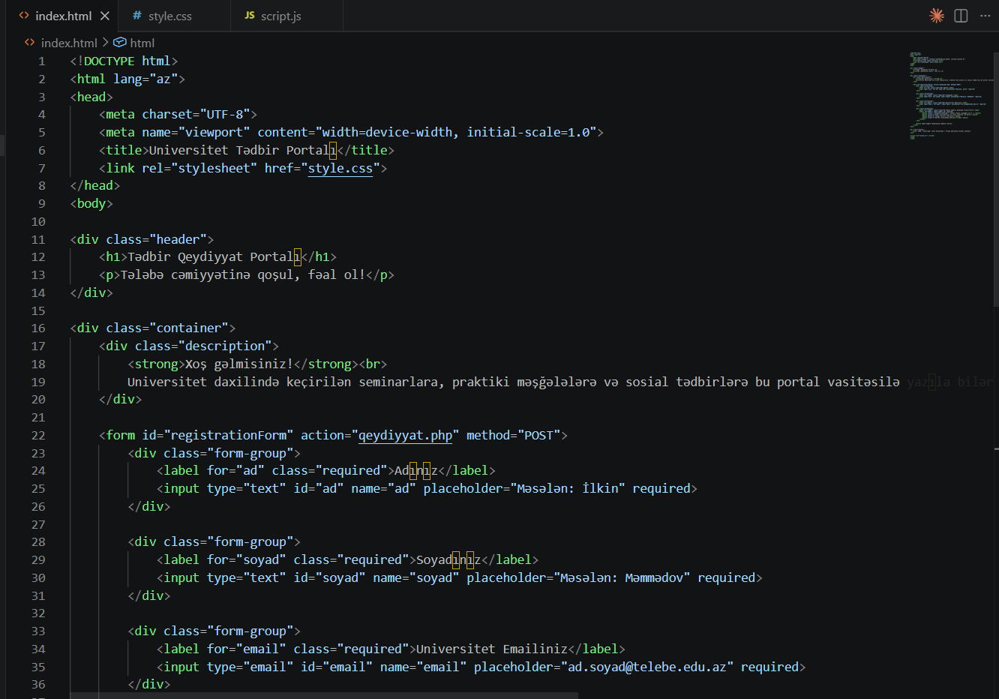 index.html
style.css
JS script.js
index.html > html
1 <!DOCTYPE html>
2 <html lang="az">
3 <head>
4 <meta charset="UTF-8">
5 <meta name="viewport" content="width=device-width, initial-scale=1.0">
6 <title>Universitet Tədbir Portalı</title>
7 <link rel="stylesheet" href="style.css">
8 </head>
9 <body>
10
11 <div class="header">
12 <h1>Tədbir Qeydiyyat Portalı</h1>
13 <p>Tələbə cəmiyyətinə qoşul, fəal ol!</p>
14 </div>
15
16 <div class="container">
17 <div class="description">
18 <strong>Xoş gəlmisiniz!</strong><br>
19 Universitet daxilində keçirilən seminarlara, praktiki məşğələlərə və sosial tədbirlərə bu portal vasitəsilə yazıla bilər
20 </div>
21
22 <form id="registrationForm" action="qeydiyyat.php" method="POST">
23 <div class="form-group">
24 <label for="ad" class="required">Adınız</label>
25 <input type="text" id="ad" name="ad" placeholder="Məsələn: İlkin" required>
26 </div>
27
28 <div class="form-group">
29 <label for="soyad" class="required">Soyadınız</label>
30 <input type="text" id="soyad" name="soyad" placeholder="Məsələn: Məmmədov" required>
31 </div>
32
33 <div class="form-group">
34 <label for="email" class="required">Universitet Emailiniz</label>
35 <input type="email" id="email" name="email" placeholder="ad.soyad@telebe.edu.az" required>
36 </div>